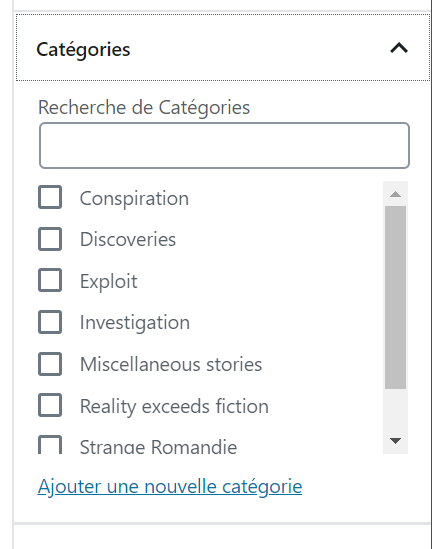 Catégories
Recherche de Catégories
Conspiration
Discoveries
Exploit
Investigation
Miscellaneous stories
Reality exceeds fiction
Strange Romandie
Ajouter une nouvelle catégorie